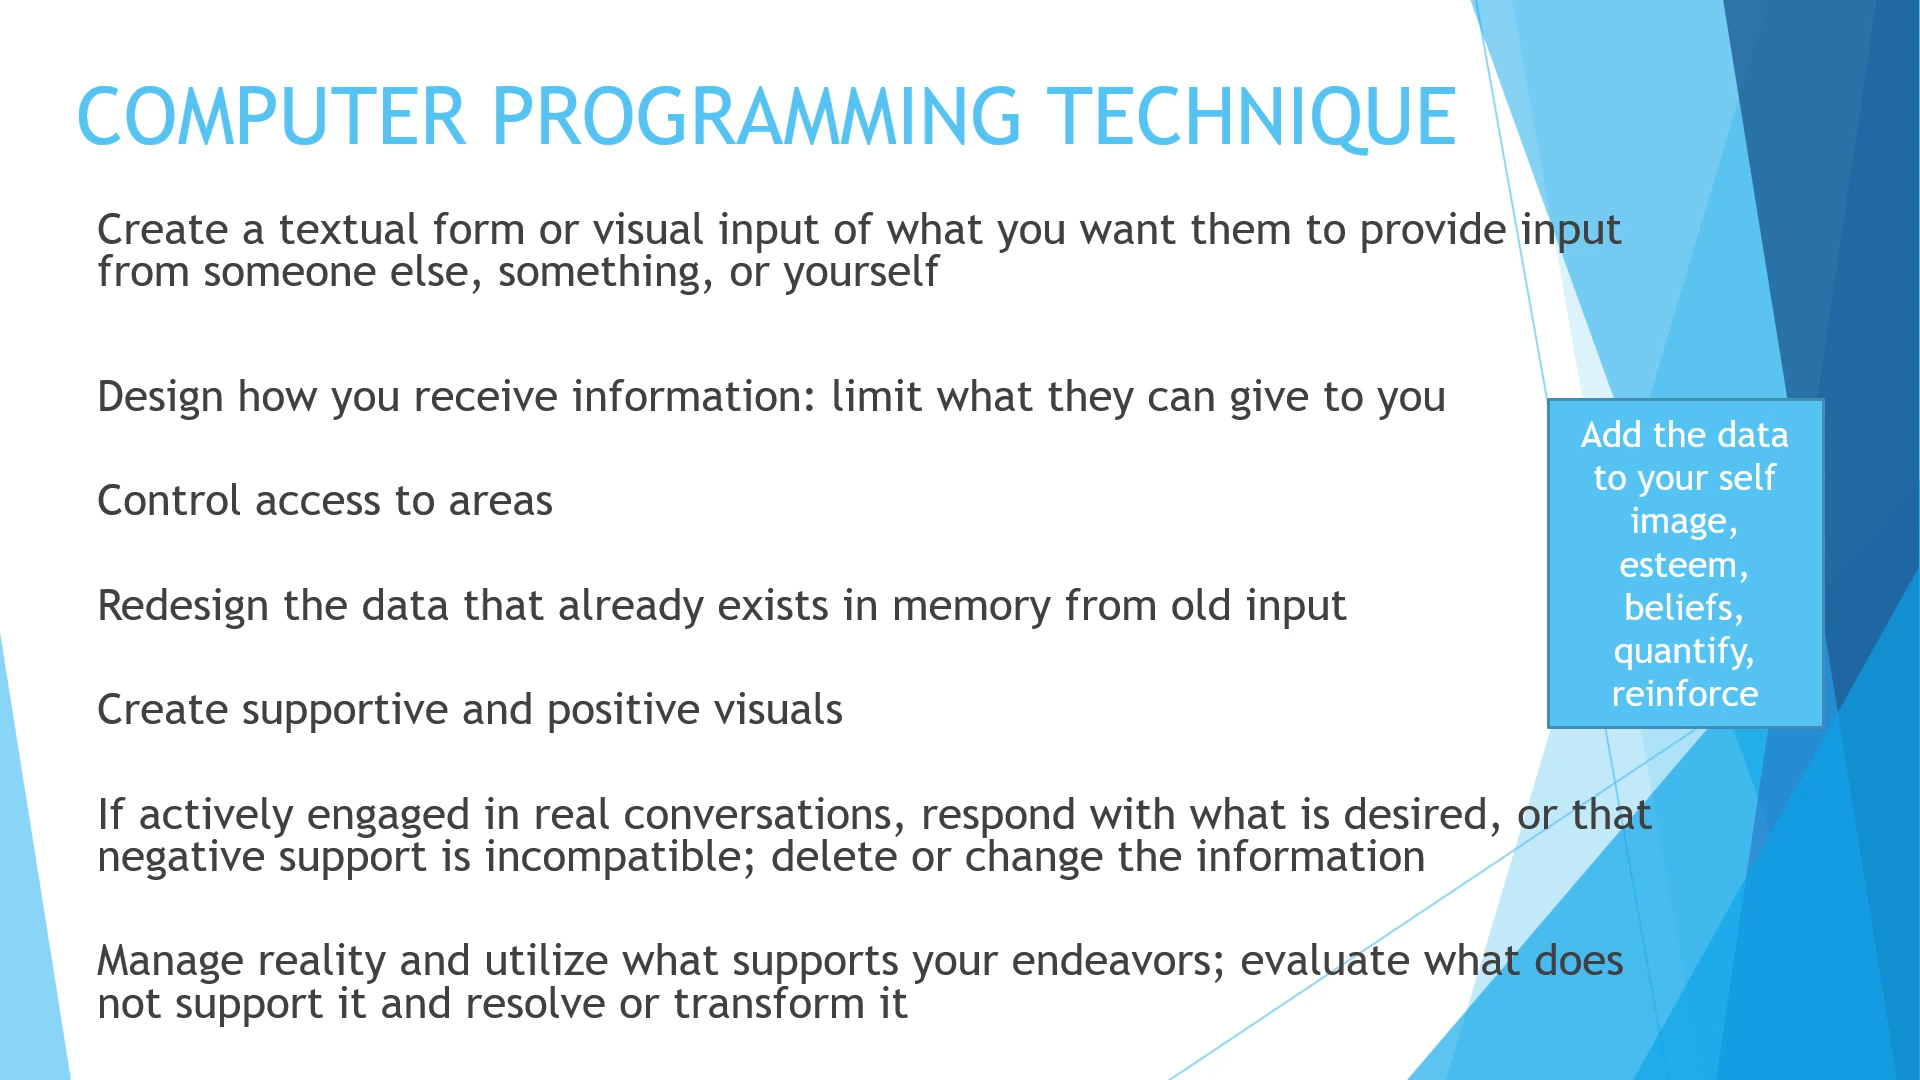 COMPUTER PROGRAMMING TECHNIQUE
Create a textual form or visual input of what you want them to provide input
from someone else, something, or yourself
Design how you receive information: limit what they can give to you
Control access to areas
Redesign the data that already exists in memory from old input
Create supportive and positive visuals
If actively engaged in real conversations, respond with what is desired, or that
negative support is incompatible; delete or change the information
Manage reality and utilize what supports your endeavors; evaluate what does
not support it and resolve or transform it
Add the data
to your self
image,
esteem,
beliefs,
quantify,
reinforce